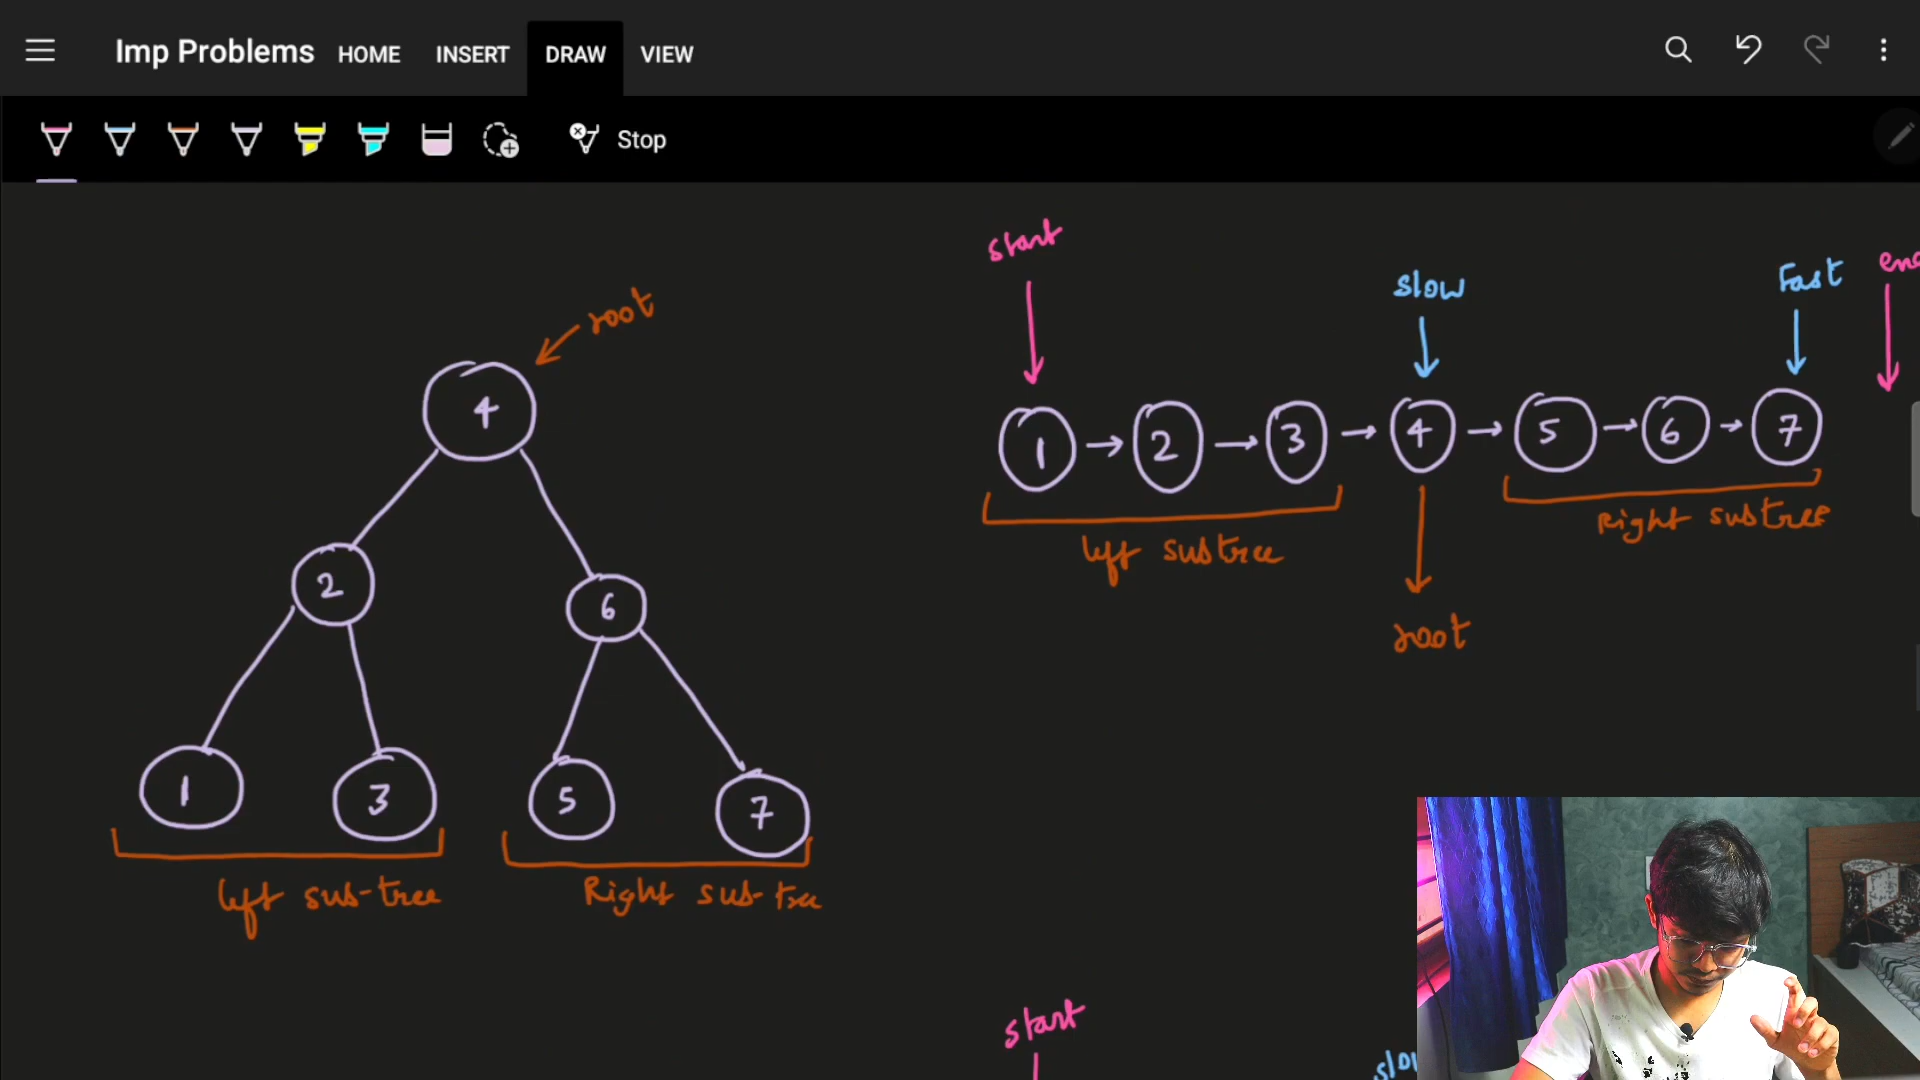 Imp Problems HOME INSERT DRAW VIEW
Stop
start
slow
Fast
root
4
1 → 2 → 3 → 4 → 5 → 6 → 7
left subtree
Right subtree
root
2
6
1
3
5
7
left sub-tree
Right sub-tree
start